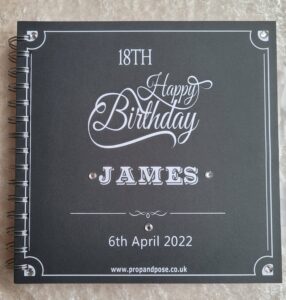 18TH
Happy
Birthday
JAMES
6th April 2022
www.propandpose.co.uk